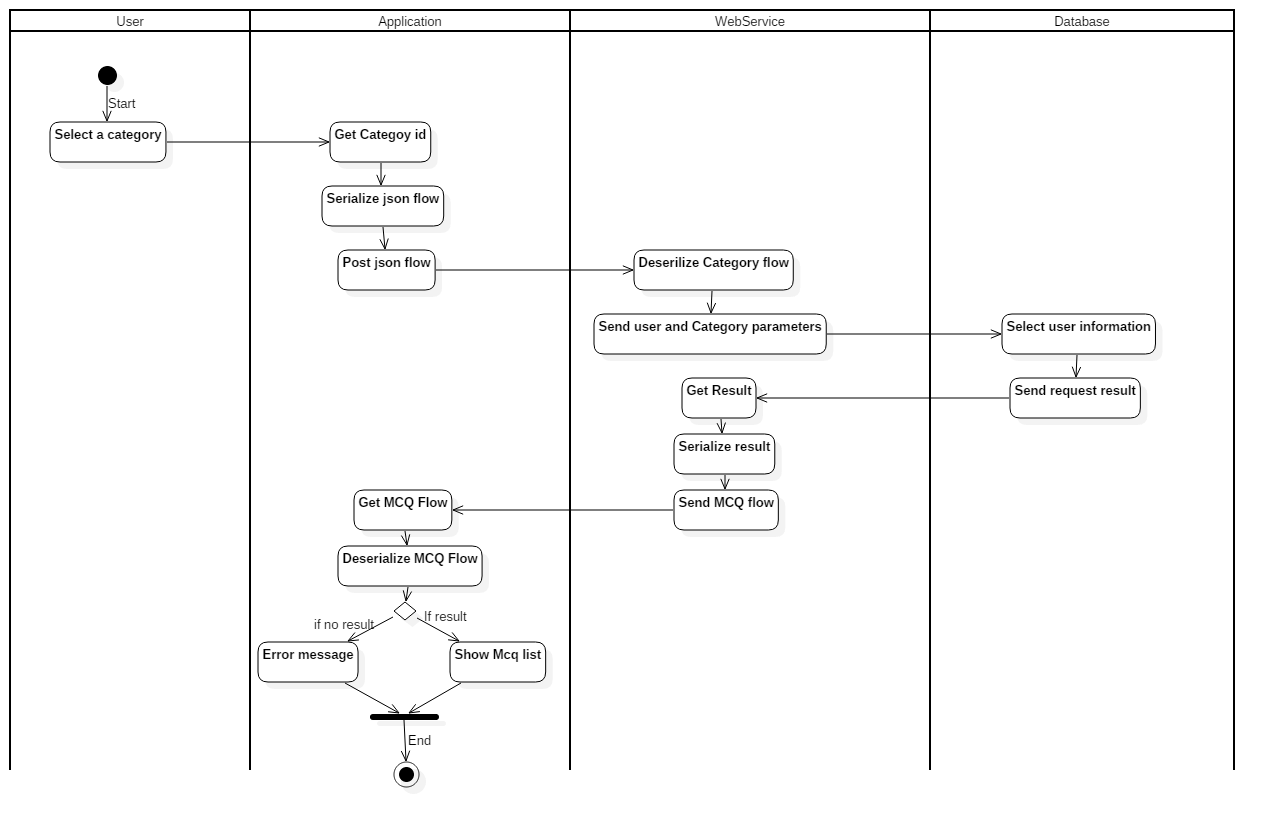 User
Application
WebService
Database
Start
Select a category
Get Categoy id
Serialize json flow
Post json flow
Deserilize Category flow
Send user and Category parameters
Select user information
Get Result
Send request result
Serialize result
Get MCQ Flow
Send MCQ flow
Deserialize MCQ Flow
if no result
If result
Error message
Show Mcq list
End